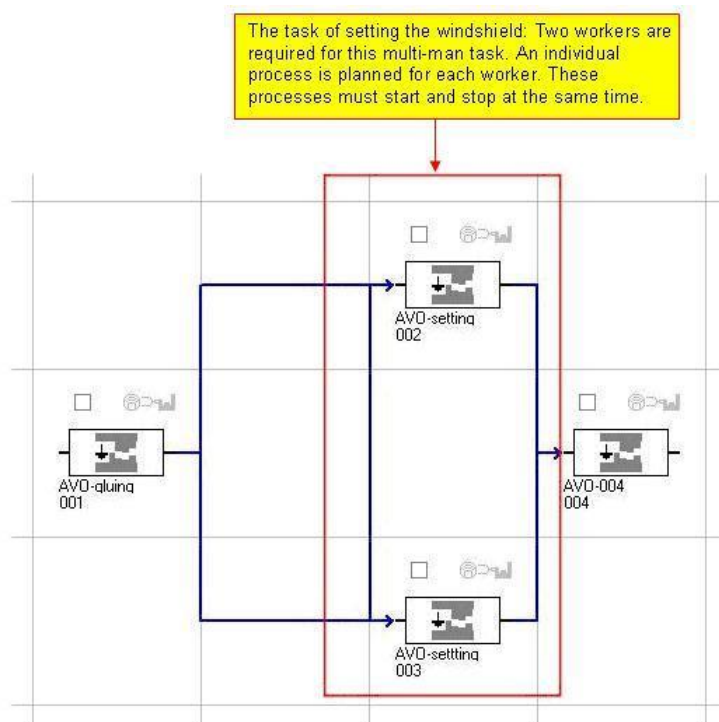 The task of setting the windshield: Two workers are
required for this multi-man task. An individual
process is planned for each worker. These
processes must start and stop at the same time.
AVO-setting
002
AVO-gluing
001
AVO-004
004
AVO-settting
003